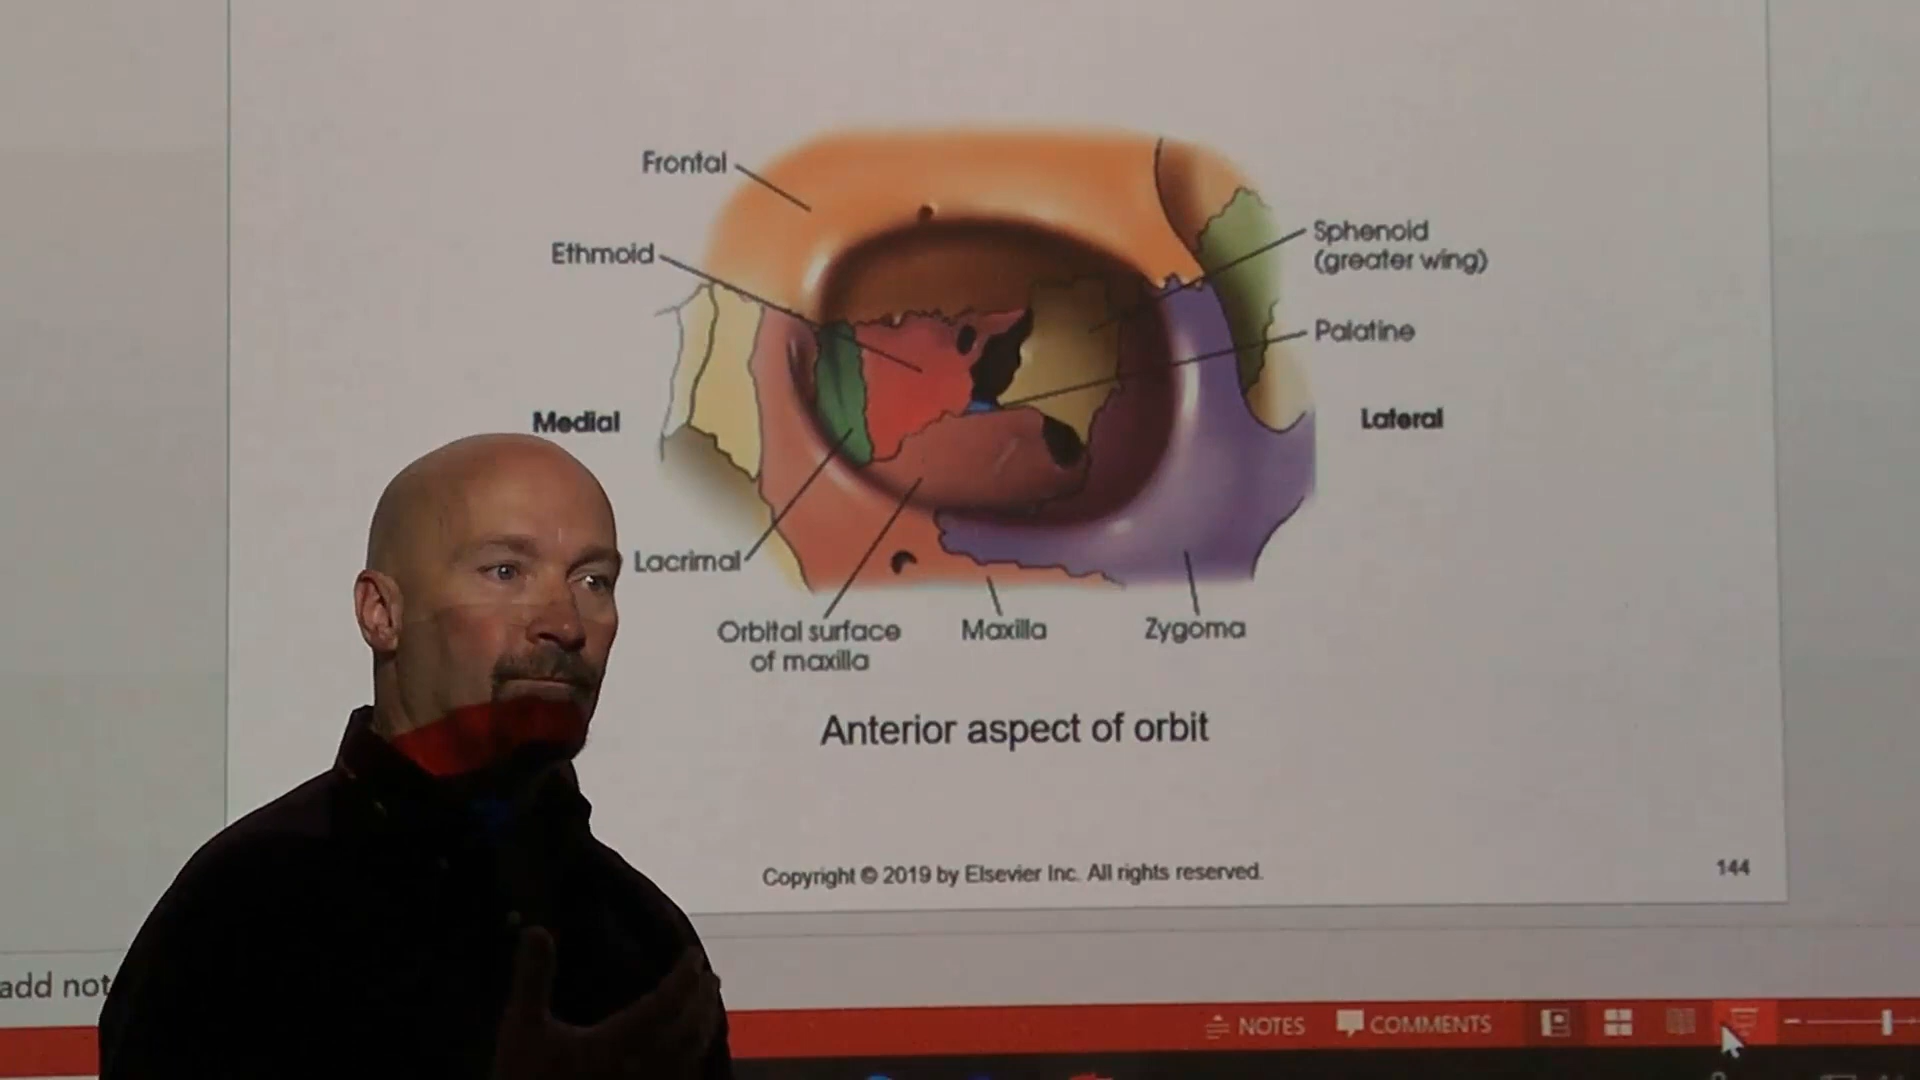 Frontal
Ethmoid
Sphenoid
(greater wing)
Palatine
Medial
Lateral
Lacrimal
Orbital surface
of maxilla
Maxilla
Zygoma
Anterior aspect of orbit
Copyright © 2019 by Elsevier Inc. All rights reserved.
144
add not
NOTES
COMMENTS